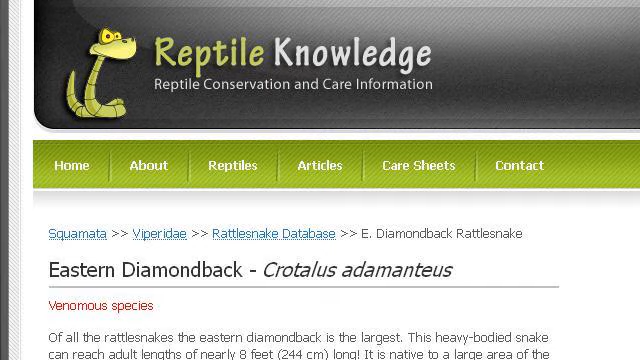 Reptile Knowledge
Reptile Conservation and Care Information
Home About Reptiles Articles Care Sheets Contact
Squamata >> Viperidae >> Rattlesnake Database >> E. Diamondback Rattlesnake
Eastern Diamondback - Crotalus adamanteus
Venomous species
Of all the rattlesnakes the eastern diamondback is the largest. This heavy-bodied snake
can reach adult lengths of nearly 8 feet (244 cm) long! It is native to a large area of the